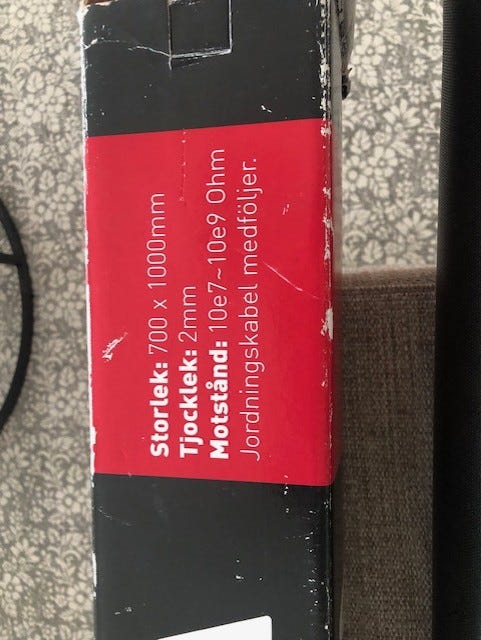 Storlek: 700 x 1000mm
Tjocklek: 2mm
Motstånd: 10e7~10e9 Ohm
Jordningskabel medföljer.